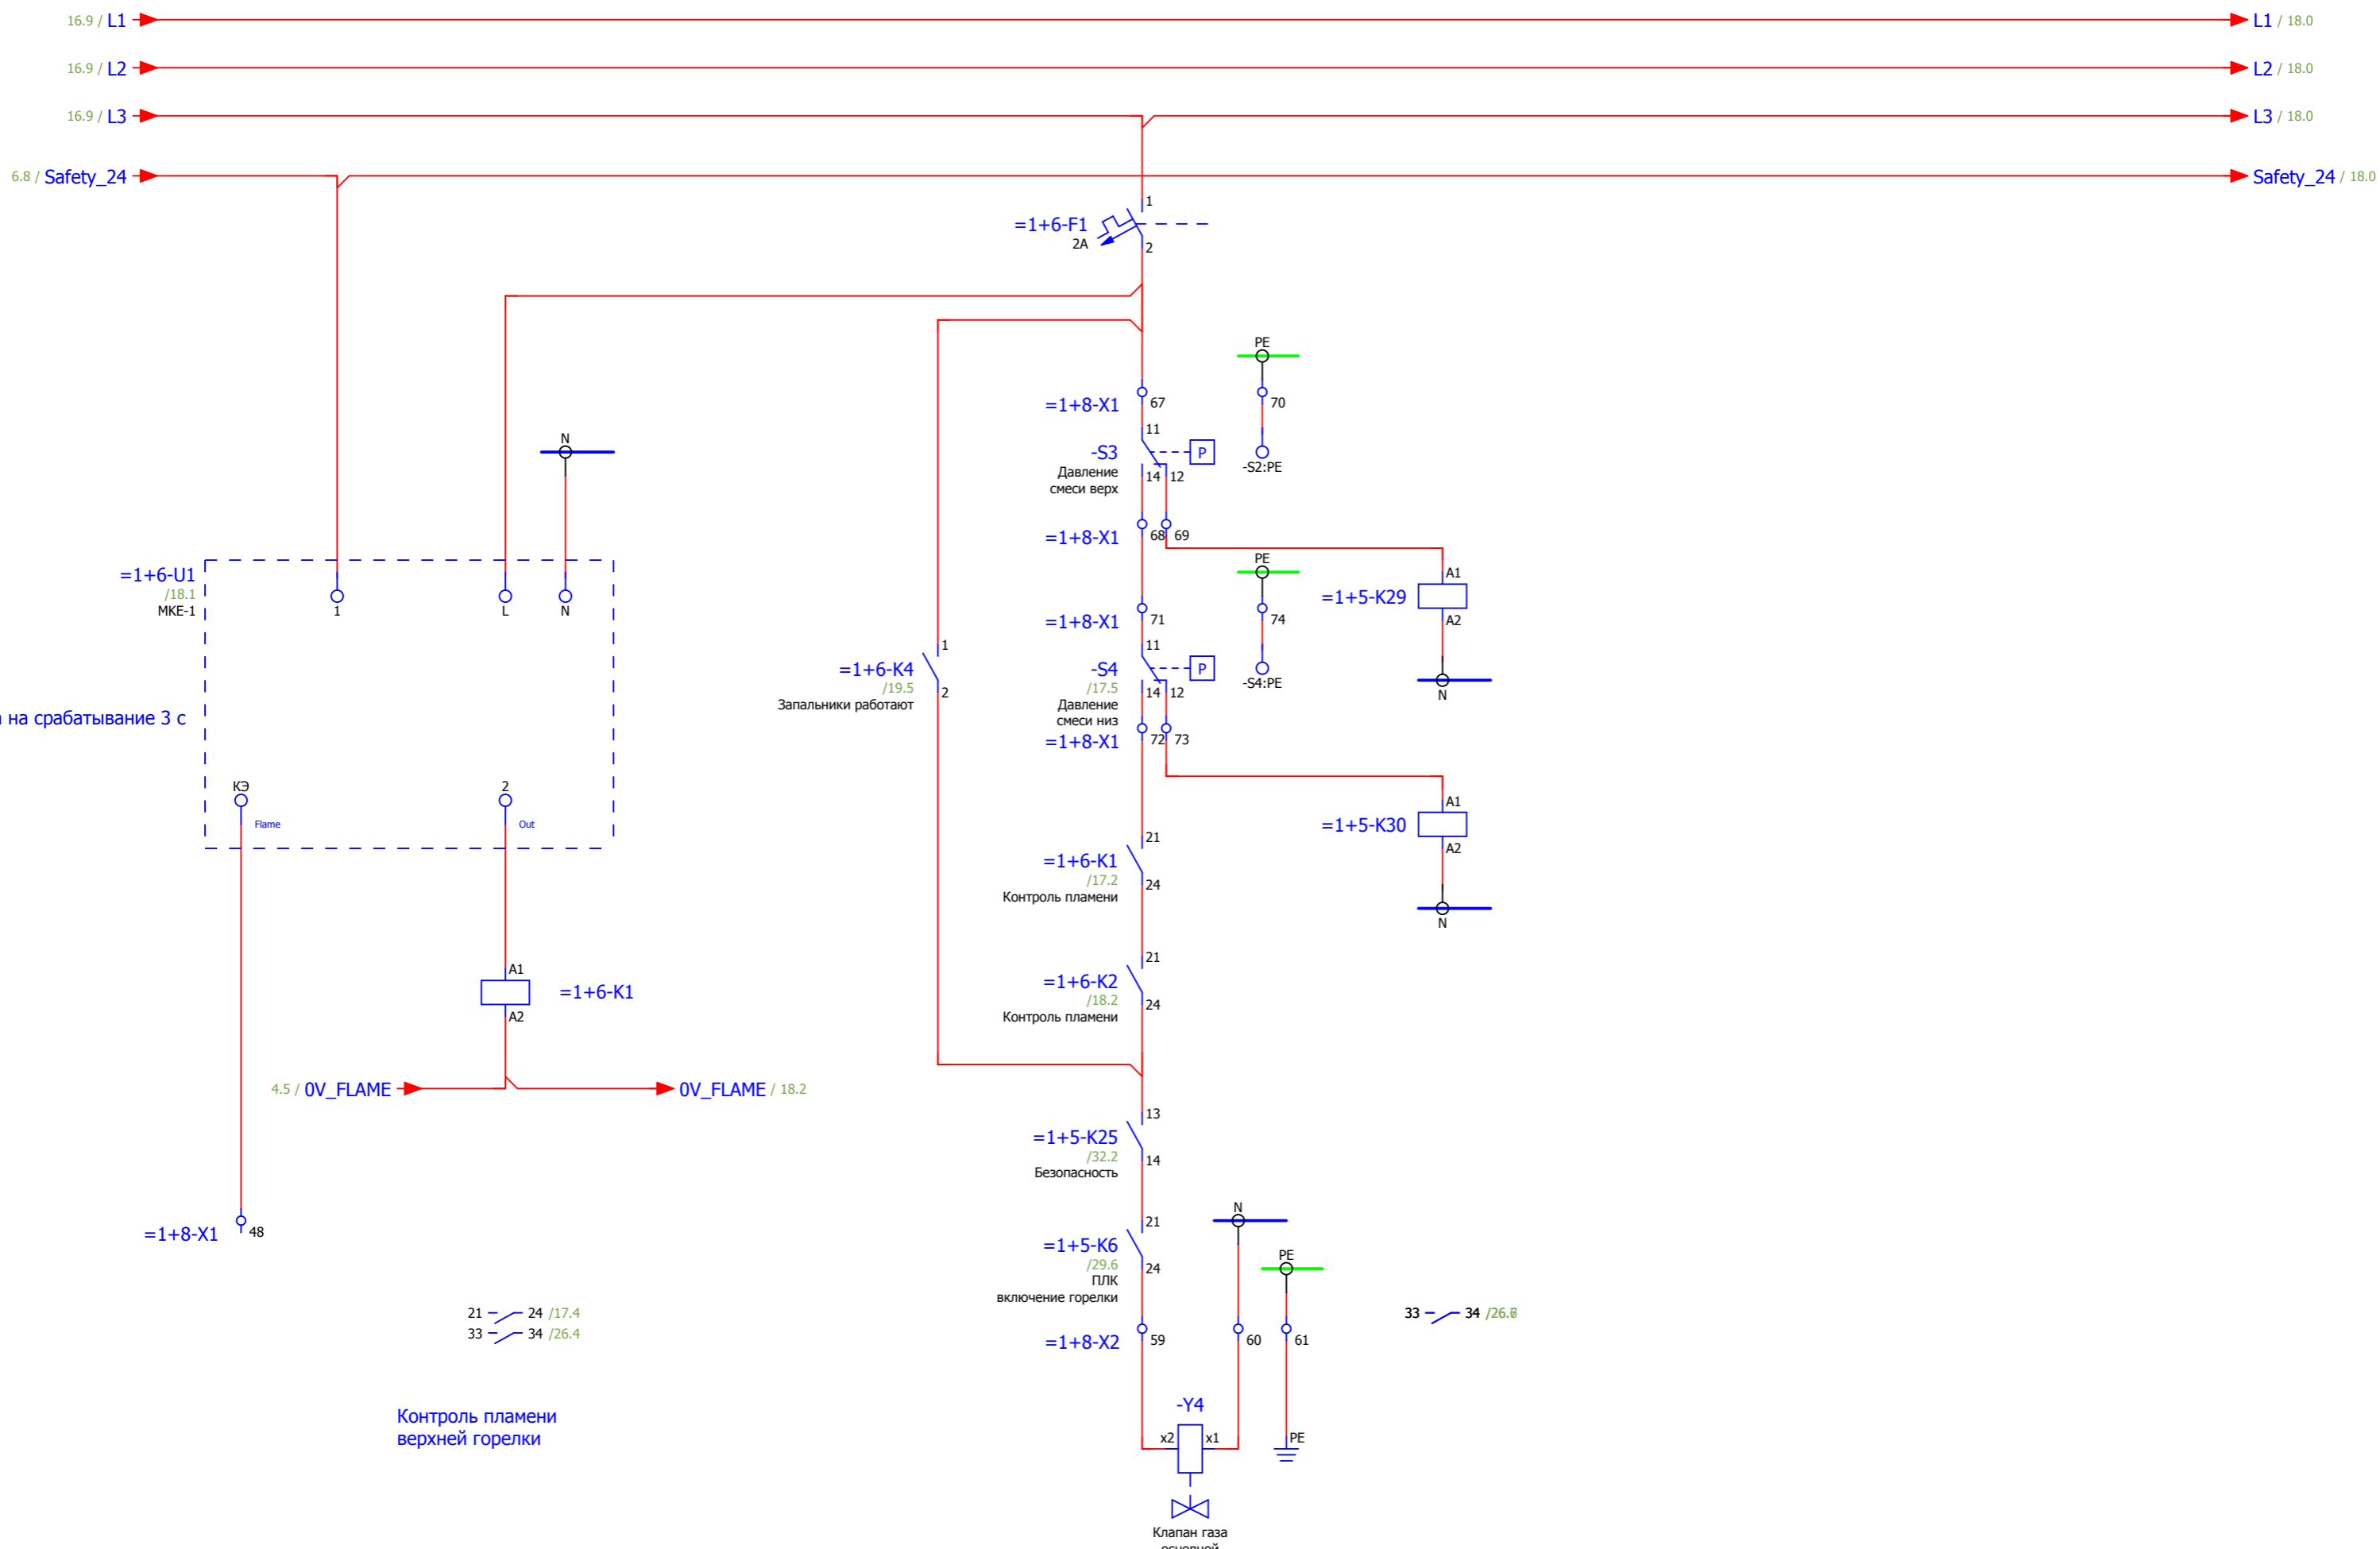 16.9 / L1
L1 / 18.0
16.9 / L2
L2 / 18.0
16.9 / L3
L3 / 18.0
6.8 / Safety_24
Safety_24 / 18.0
1
=1+6-F1
2A
2
PE
=1+8-X1
67
70
11
-S3
P
-S2:PE
Давление
смеси верх
14
12
N
=1+8-X1
68
69
PE
=1+6-U1
/18.1
MKE-1
1
L
N
A1
=1+5-K29
A2
=1+8-X1
71
74
11
1
=1+6-K4
/19.5
2
Запальники работают
-S4
/17.5
P
-S4:PE
Давление
смеси низ
14
12
N
на срабатывание 3 с
=1+8-X1
72
73
КЭ
Flame
2
Out
A1
=1+5-K30
A2
21
=1+6-K1
/17.2
24
Контроль пламени
N
21
=1+6-K2
/18.2
24
Контроль пламени
A1
=1+6-K1
A2
4.5 / 0V_FLAME
0V_FLAME / 18.2
13
=1+5-K25
/32.2
14
Безопасность
=1+8-X1
48
21
=1+5-K6
/29.6
24
ПЛК
включение горелки
N
PE
21
24 /17.4
33
34 /26.4
33
34
=1+8-X2
59
60
61
Контроль пламени
верхней горелки
-Y4
x2
x1
PE
Клапан газа